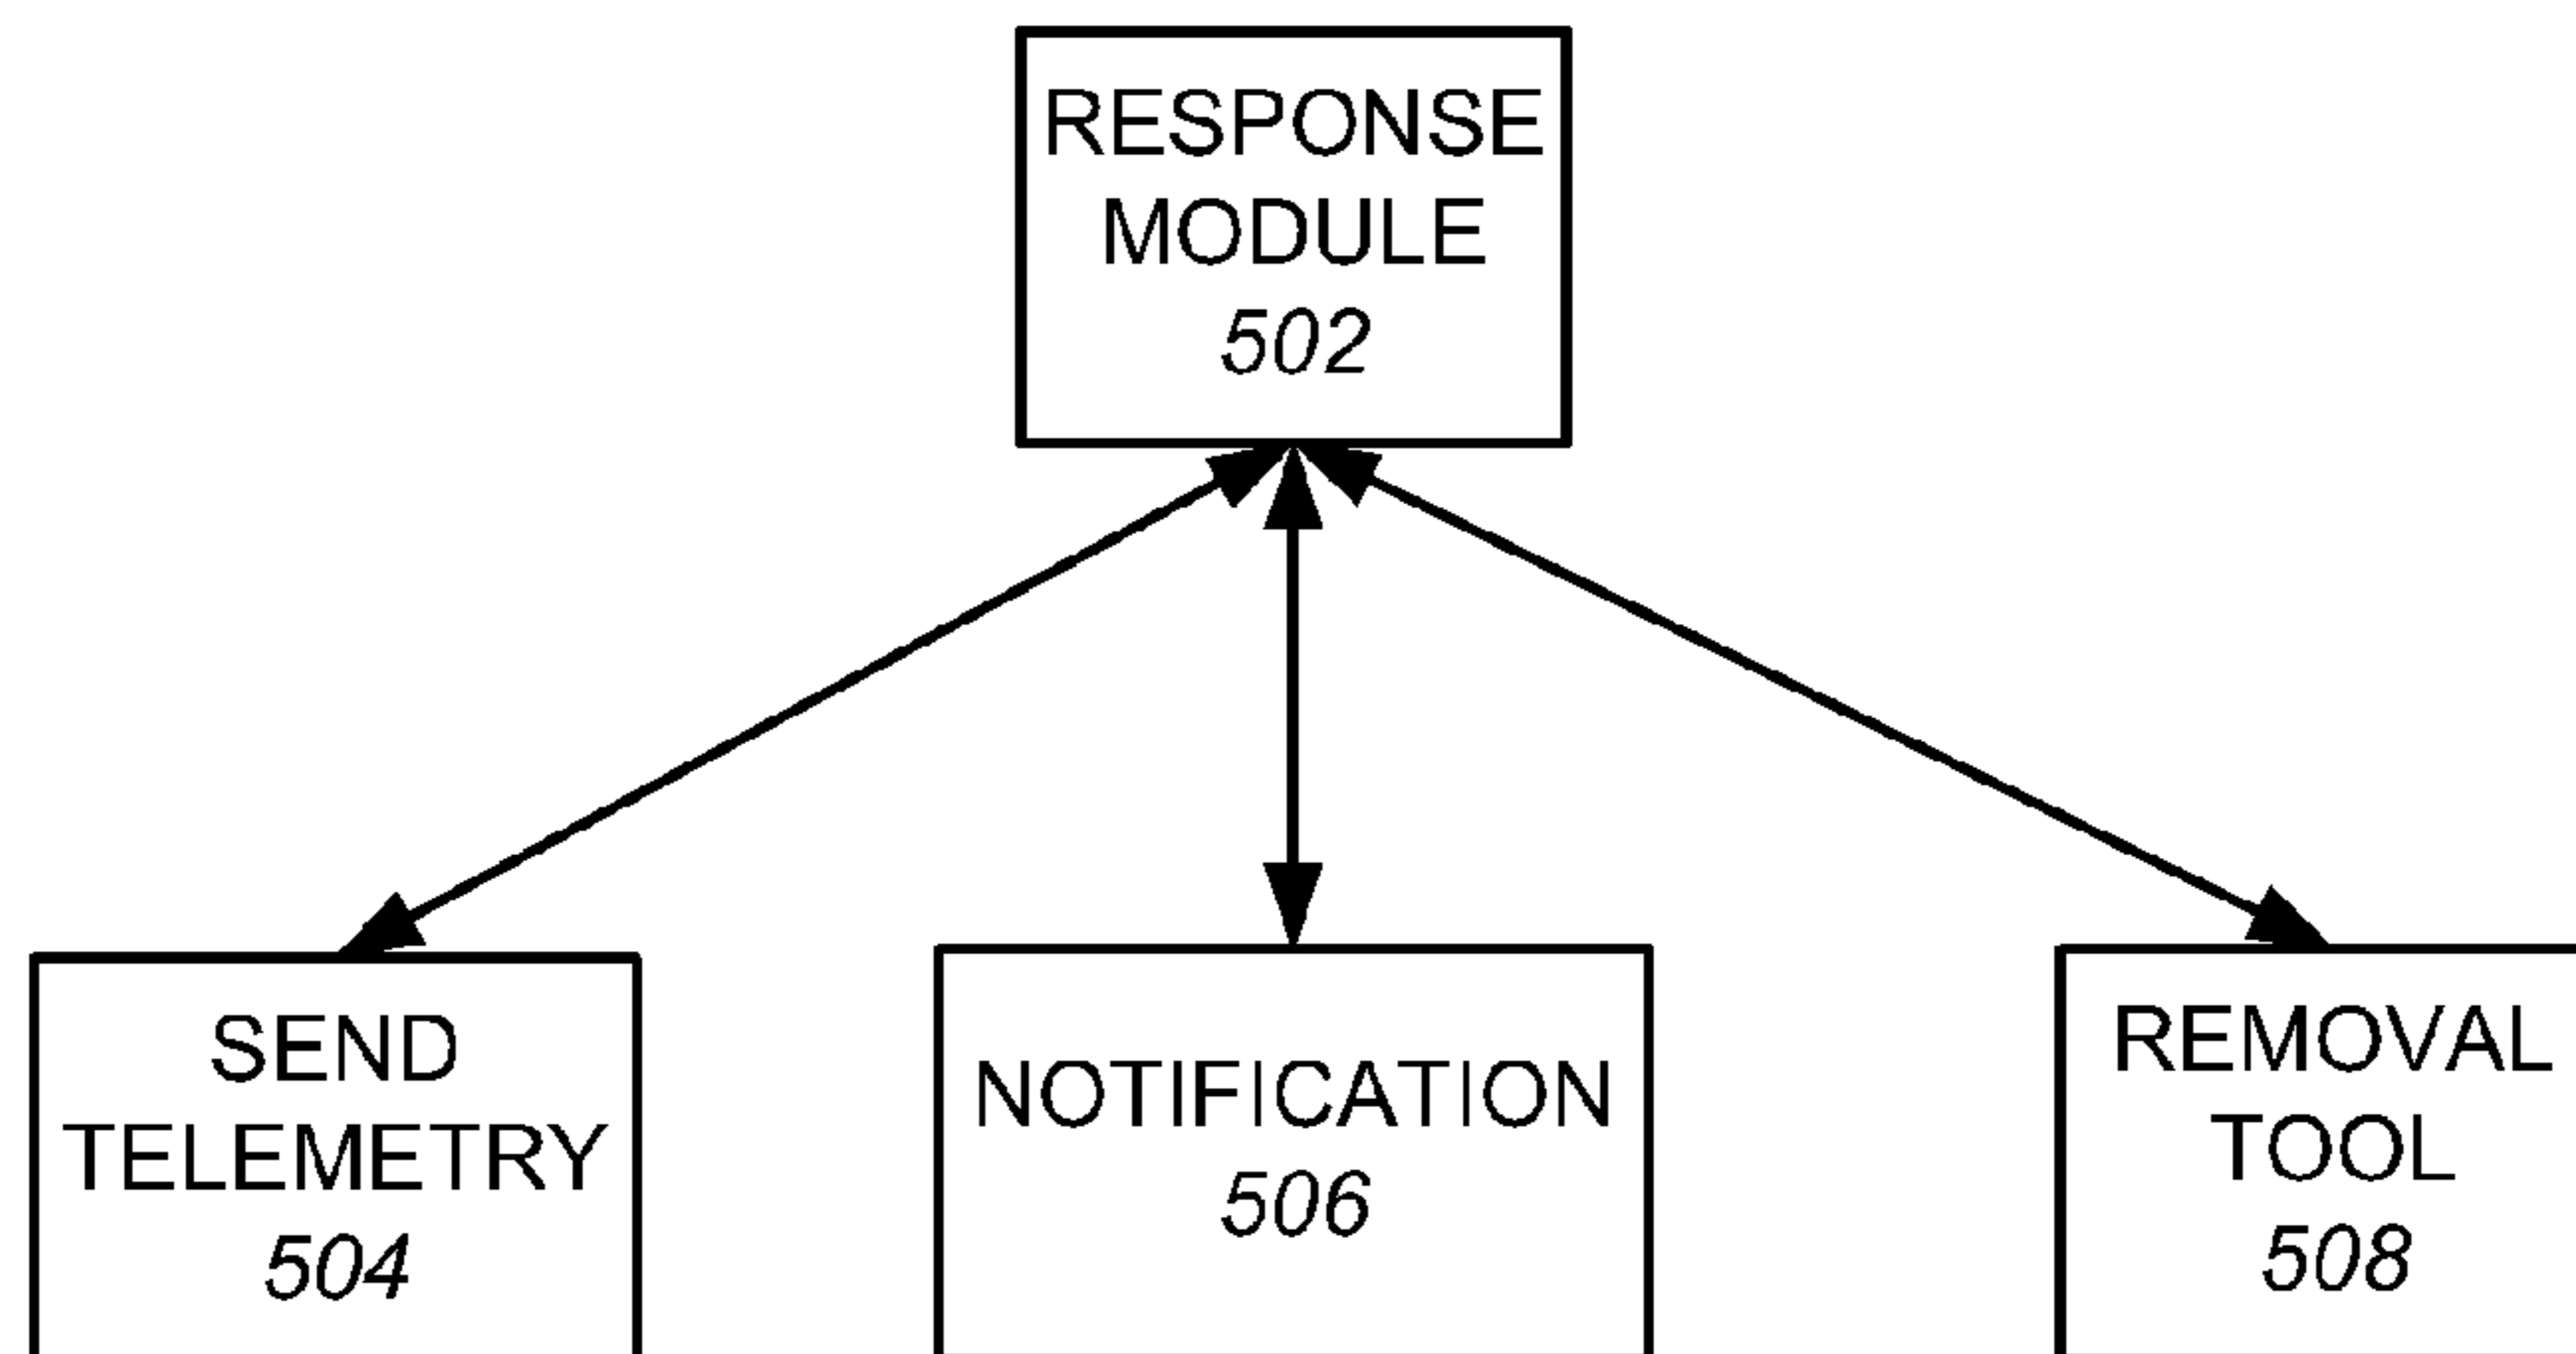 RESPONSE
MODULE
502
SEND
TELEMETRY
504
NOTIFICATION
506
REMOVAL
TOOL
508